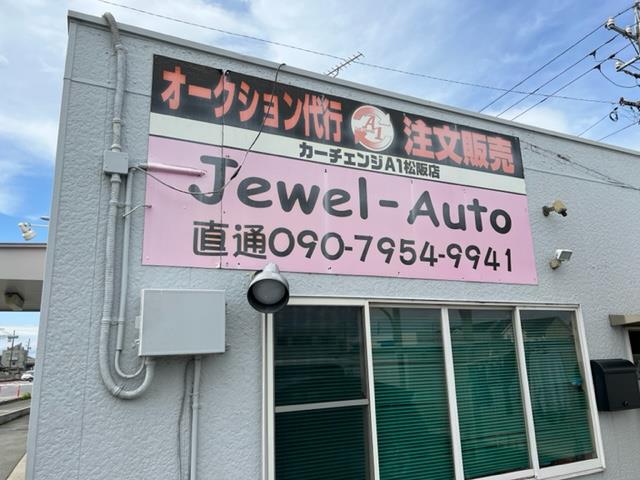 オークション代行 A1 注文販売
カーチェンジA1松阪店
Jewel-Auto
直通090-7954-9941